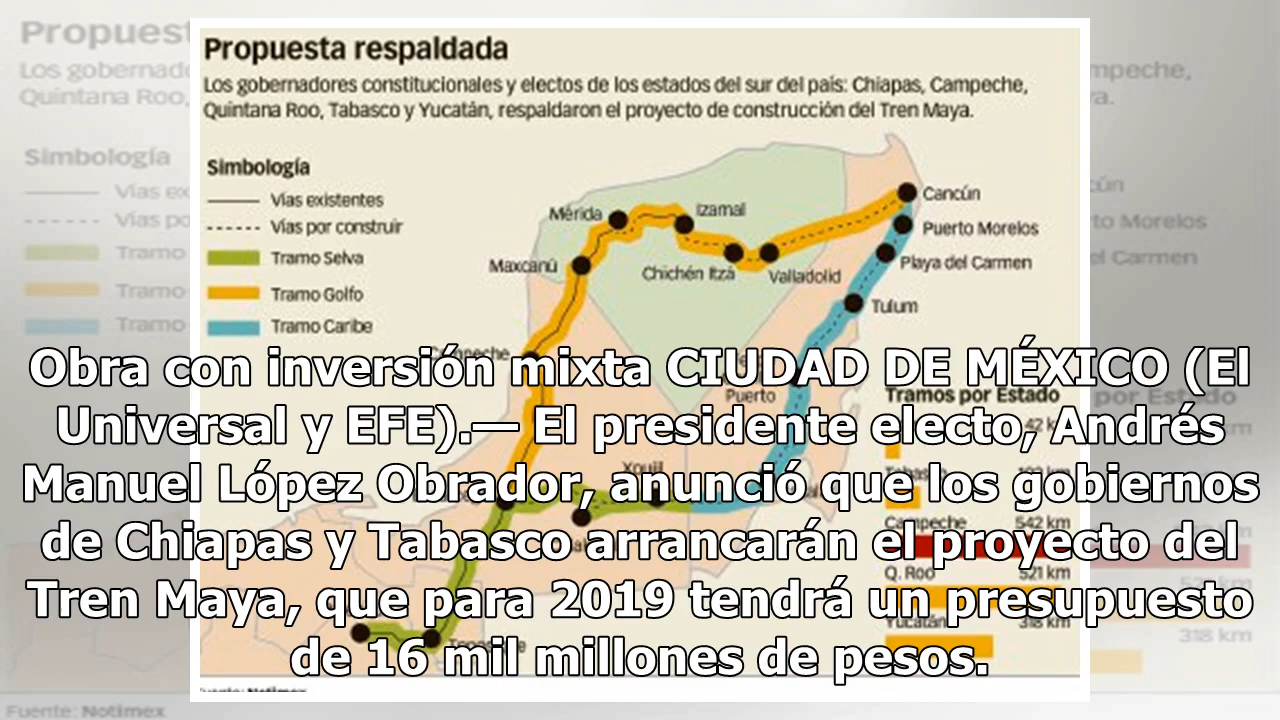 Propuesta respaldada
Los gobernadores constitucionales y electos de los estados del sur del país: Chiapas, Campeche,
Quintana Roo, Tabasco y Yucatán, respaldaron el proyecto de construcción del Tren Maya.
Simbología
Vías existentes
Vías por construir
Tramo Selva
Tramo Golfo
Tramo Caribe
Mérida
Izamal
Cancún
Puerto Morelos
Maxcanú
Chichén Itzá
Valladolid
Playa del Carmen
Tulum
Puerto
Xpujil
Tramos por Estado
42 km
Campeche 542 km
Q. Roo 521 km
Yucatán 318 km
Obra con inversión mixta CIUDAD DE MÉXICO (El
Universal y EFE).— El presidente electo, Andrés
Manuel López Obrador, anunció que los gobiernos
de Chiapas y Tabasco arrancarán el proyecto del
Tren Maya, que para 2019 tendrá un presupuesto
de 16 mil millones de pesos.
Fuente: Notimex